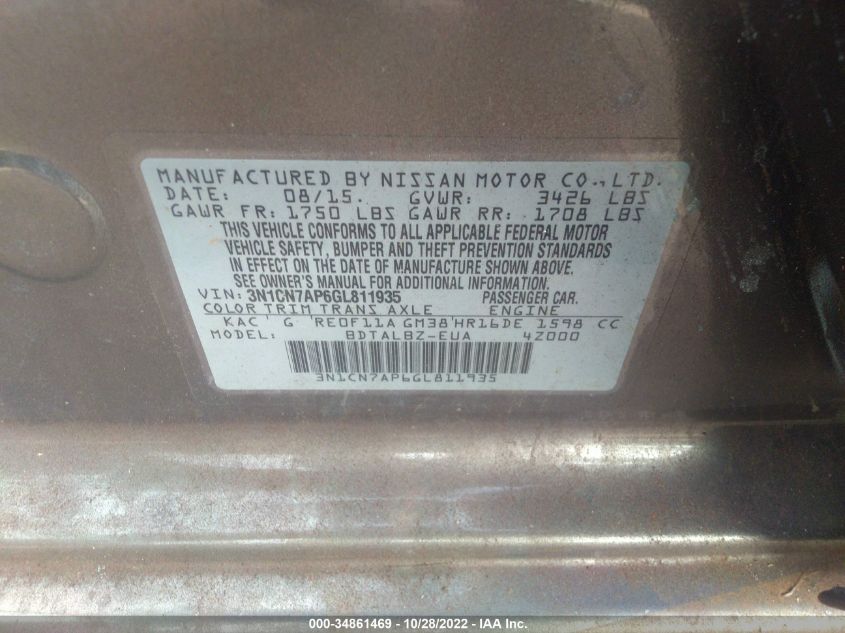 MANUFACTURED BY NISSAN MOTOR CO., LTD.
DATE: 08/15. GVWR: 3426 LBS
GAWR FR: 1750 LBS GAWR RR: 1708 LBS
THIS VEHICLE CONFORMS TO ALL APPLICABLE FEDERAL MOTOR
VEHICLE SAFETY, BUMPER AND THEFT PREVENTION STANDARDS
IN EFFECT ON THE DATE OF MANUFACTURE SHOWN ABOVE.
SEE OWNER'S MANUAL FOR ADDITIONAL INFORMATION.
VIN: 3N1CN7AP6GL811935 PASSENGER CAR.
COLOR TRIM TRANS AXLE ENGINE
KAC G RE0F11A GM38 HR16DE 1598 CC
MODEL: BDTALBZ-EUA 4Z000
3N1CN7AP6GL811935
000-34861469 | 10/28/2022 - IAA Inc.